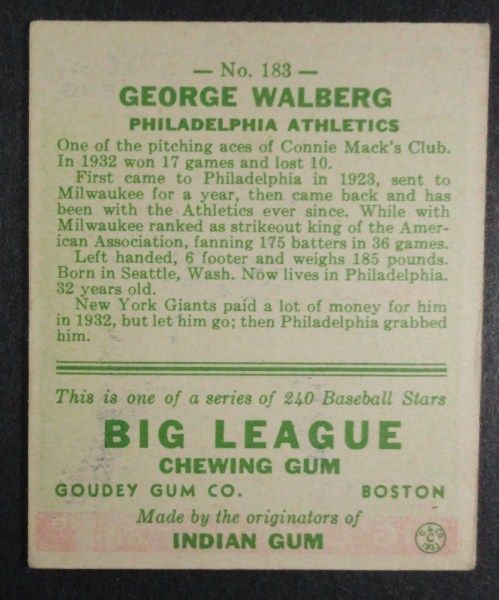 — No. 183 —
GEORGE WALBERG
PHILADELPHIA ATHLETICS
One of the pitching aces of Connie Mack's Club.
In 1932 won 17 games and lost 10.
First came to Philadelphia in 1923, sent to
Milwaukee for a year, then came back and has
been with the Athletics ever since. While with
Milwaukee ranked as strikeout king of the Amer-
ican Association, fanning 175 batters in 36 games.
Left handed, 6 footer and weighs 185 pounds.
Born in Seattle, Wash. Now lives in Philadelphia.
32 years old.
New York Giants paid a lot of money for him
in 1932, but let him go; then Philadelphia grabbed
him.
This is one of a series of 240 Baseball Stars
BIG LEAGUE
CHEWING GUM
GOUDEY GUM CO. BOSTON
Made by the originators of
INDIAN GUM
C
1933